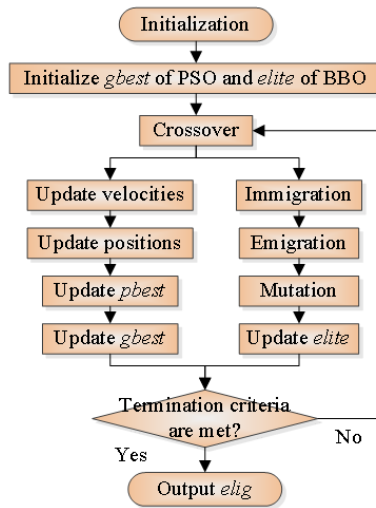 Initialization
Initialize gbest of PSO and elite of BBO
Crossover
Update velocities
Immigration
Update positions
Emigration
Update pbest
Mutation
Update gbest
Update elite
Termination criteria
are met?
No
Yes
Output elig